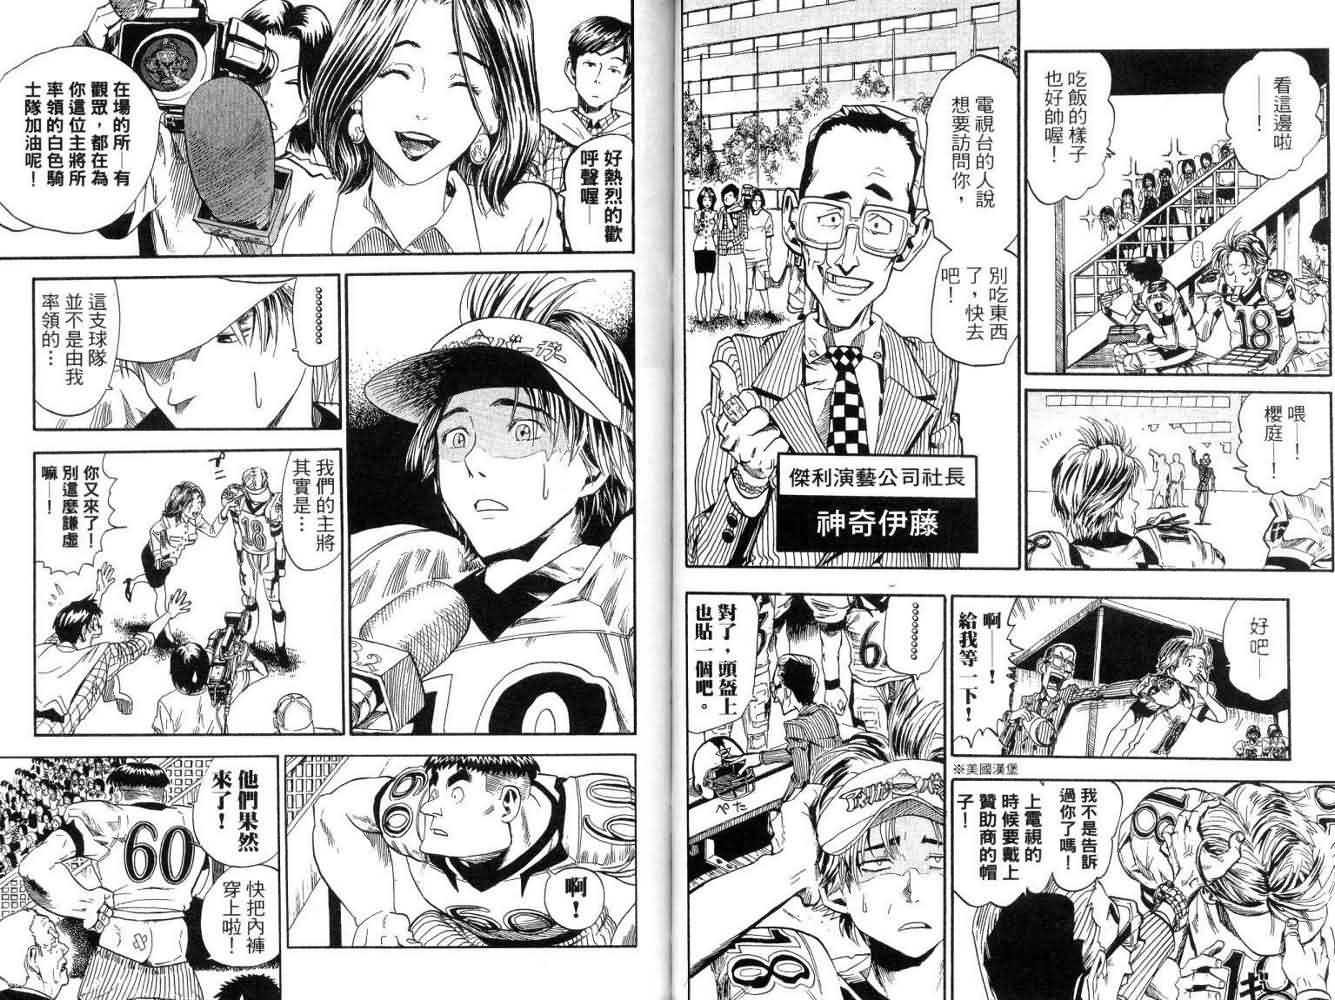 看這邊啦
——！
吃飯的樣子
也好帥喔！
喂——！
櫻庭——！
電視台的人說
想要訪問你，
別吃東西
了，快去
吧！
傑利演藝公司社長
神奇伊藤
好吧…
啊——！
給我等一下！
※美國漢堡
我不是告訴
過你了嗎！
上電視的
時候要戴上
贊助商的帽
子！
…………
對了，頭盔上
也貼一個吧。
ぺた
18
6
18
好熱烈的歡
呼聲喔——
在場的所—有
觀眾，都在為
你這位主將所
率領的白色騎
士隊加油呢！
…………
這支球隊
並不是由我
率領的…
18
我們的主將
其實是…
你又來了！
別這麼謙虛
嘛——！
18
啊！
60
他們果然
來了！
快把內褲
穿上啦！
60